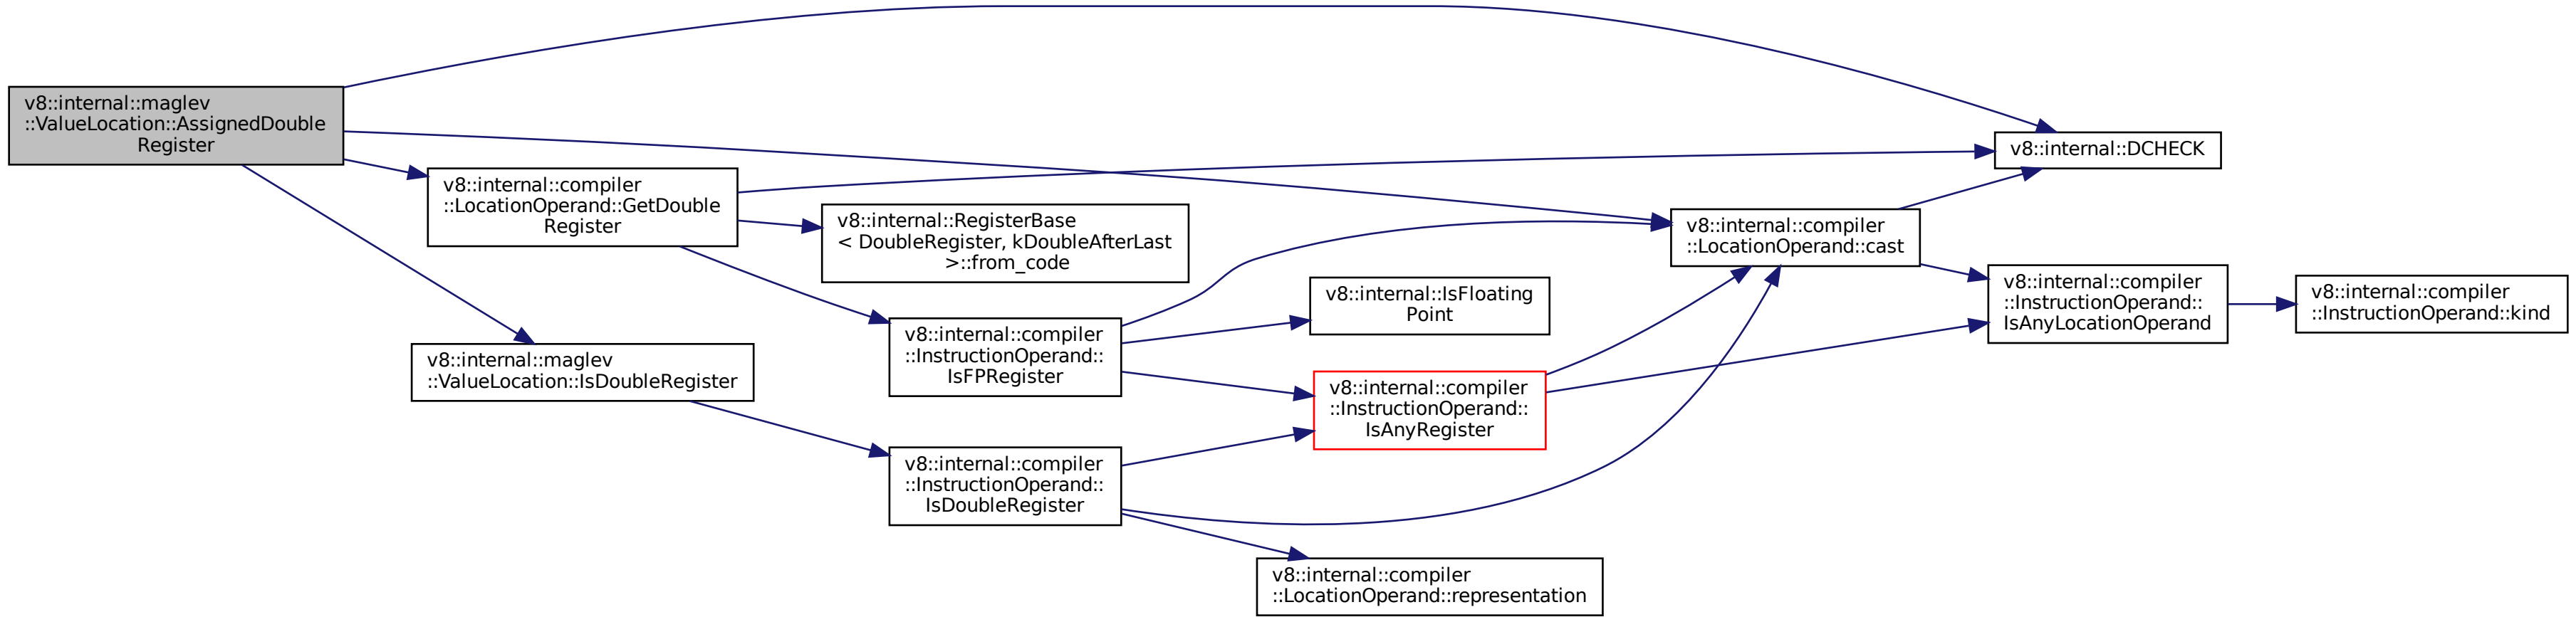 v8::internal::maglev
::ValueLocation::AssignedDouble
Register
v8::internal::compiler
::LocationOperand::GetDouble
Register
v8::internal::maglev
::ValueLocation::IsDoubleRegister
v8::internal::RegisterBase
< DoubleRegister, kDoubleAfterLast
>::from_code
v8::internal::compiler
::InstructionOperand::
IsFPRegister
v8::internal::compiler
::InstructionOperand::
IsDoubleRegister
v8::internal::IsFloating
Point
v8::internal::compiler
::InstructionOperand::
IsAnyRegister
v8::internal::compiler
::LocationOperand::representation
v8::internal::compiler
::LocationOperand::cast
v8::internal::DCHECK
v8::internal::compiler
::InstructionOperand::
IsAnyLocationOperand
v8::internal::compiler
::InstructionOperand::kind